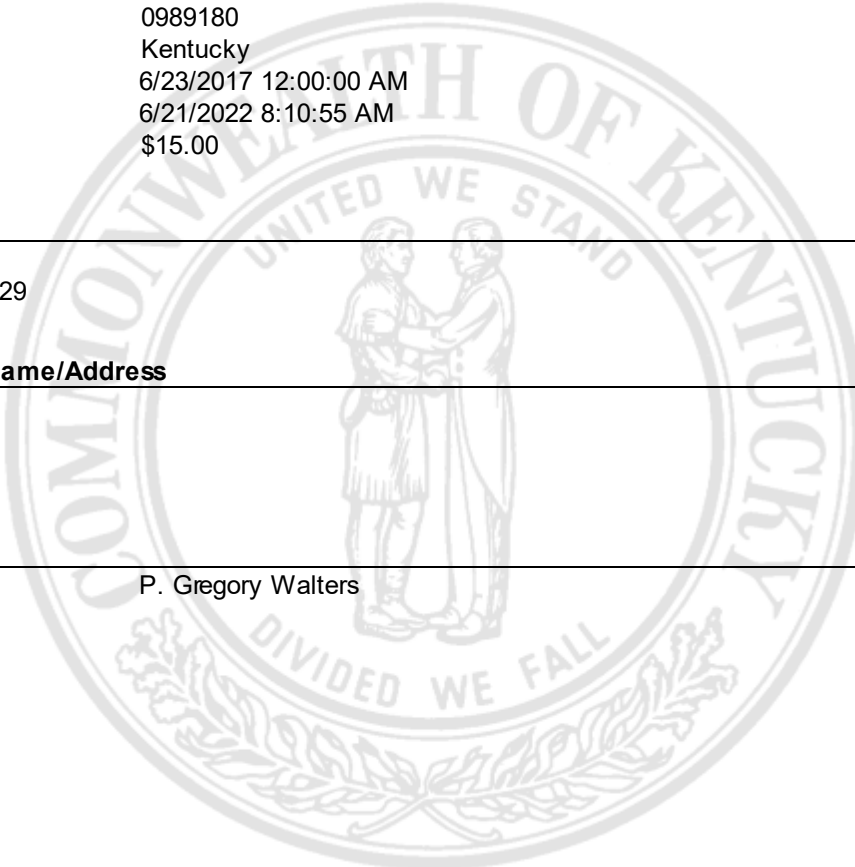 0989180
Kentucky
6/23/2017 12:00:00 AM
6/21/2022 8:10:55 AM
$15.00
COMMONWEALTH OF KENTUCKY
UNITED WE STAND
29
ame/Address
P. Gregory Walters
DIVIDED WE FALL